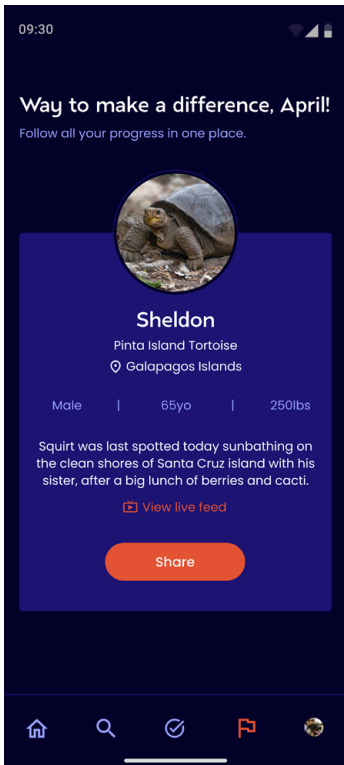 09:30
Way to make a difference, April!
Follow all your progress in one place.
Sheldon
Pinta Island Tortoise
Galapagos Islands
Male | 65yo | 250lbs
Squirt was last spotted today sunbathing on
the clean shores of Santa Cruz island with his
sister, after a big lunch of berries and cacti.
View live feed
Share